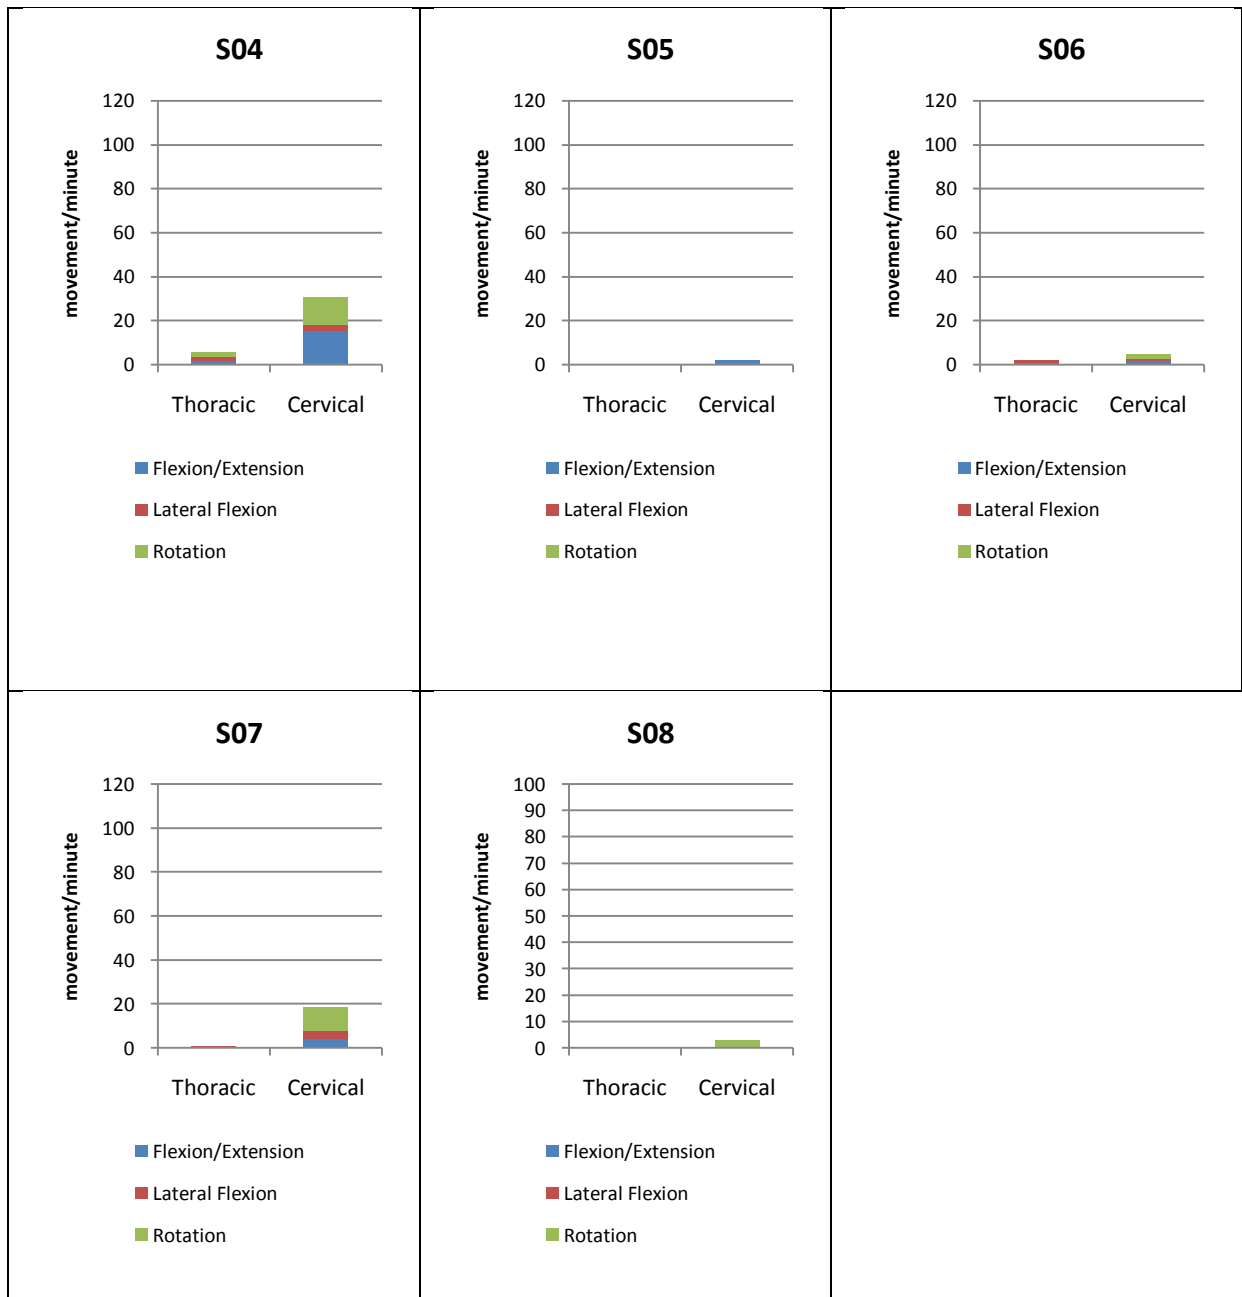 S04
120
100
80
60
40
20
0
movement/minute
Thoracic Cervical
Flexion/Extension
Lateral Flexion
Rotation
S05
120
100
80
60
40
20
0
movement/minute
Thoracic Cervical
Flexion/Extension
Lateral Flexion
Rotation
S06
120
100
80
60
40
20
0
movement/minute
Thoracic Cervical
Flexion/Extension
Lateral Flexion
Rotation
S07
120
100
80
60
40
20
0
movement/minute
Thoracic Cervical
Flexion/Extension
Lateral Flexion
Rotation
S08
100
90
80
70
60
50
40
30
20
10
0
movement/minute
Thoracic Cervical
Flexion/Extension
Lateral Flexion
Rotation